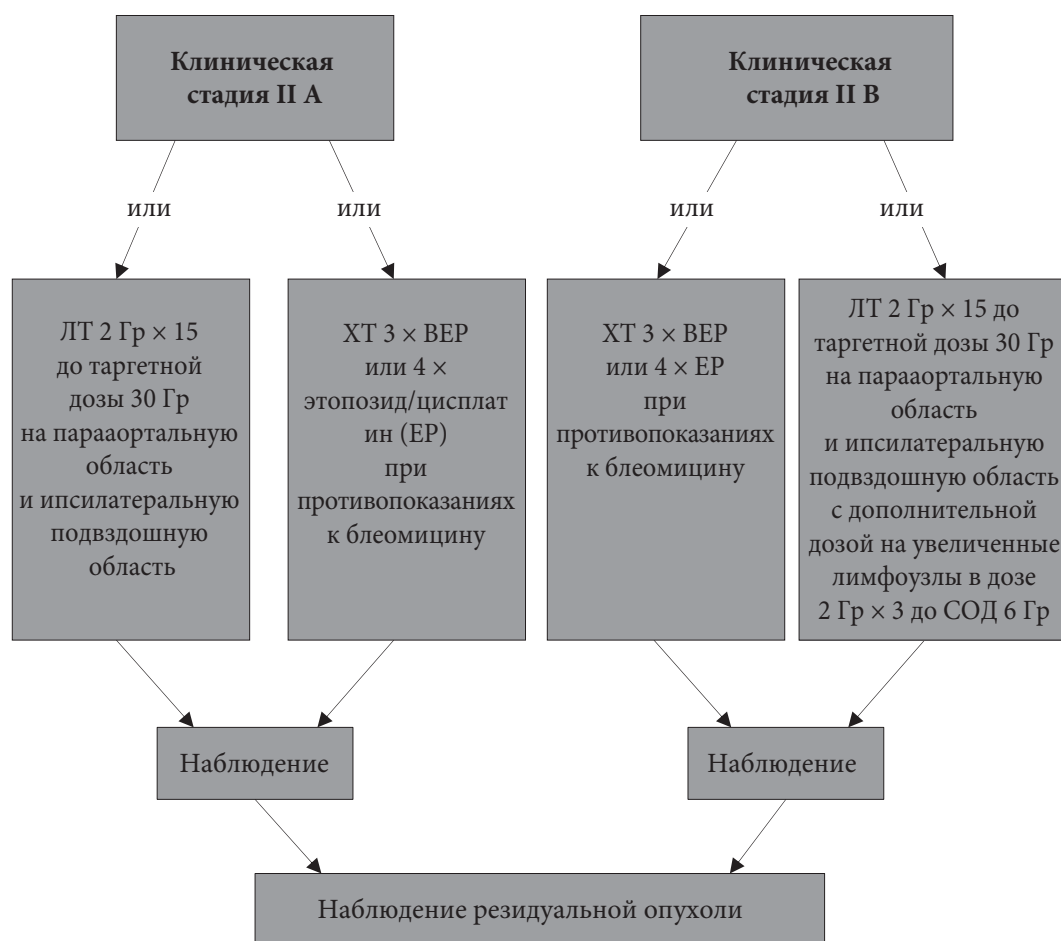 Клиническая
стадия II A
Клиническая
стадия II B
или
или
или
или
ЛТ 2 Гр × 15
до таргетной
дозы 30 Гр
на парааортальную
область
и ипсилатеральную
подвздошную
область
ХТ 3 × BEP
или 4 ×
этопозид/цисплат
ин (EP)
при
противопоказаниях
к блеомицину
ХТ 3 × BEP
или 4 × EP
при
противопоказаниях
к блеомицину
ЛТ 2 Гр × 15 до
таргетной дозы 30 Гр
на парааортальную
область
и ипсилатеральную
подвздошную область
с дополнительной
дозой на увеличенные
лимфоузлы в дозе
2 Гр × 3 до СОД 6 Гр
Наблюдение
Наблюдение
Наблюдение резидуальной опухоли